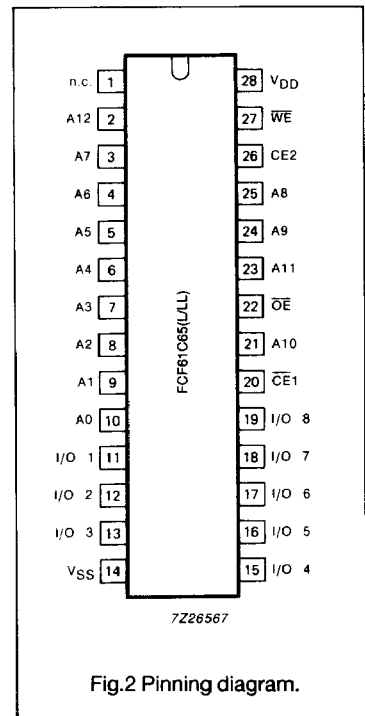 n.c. 1 28 VDD
A12 2 27 W̅E̅
A7 3 26 CE2
A6 4 25 A8
A5 5 24 A9
A4 6 23 A11
A3 7 22 O̅E̅
A2 8 21 A10
A1 9 20 C̅E̅1
A0 10 19 I/O 8
I/O 1 11 18 I/O 7
I/O 2 12 17 I/O 6
I/O 3 13 16 I/O 5
VSS 14 15 I/O 4
FCF61C65(L/LL)
7Z26567
Fig.2 Pinning diagram.